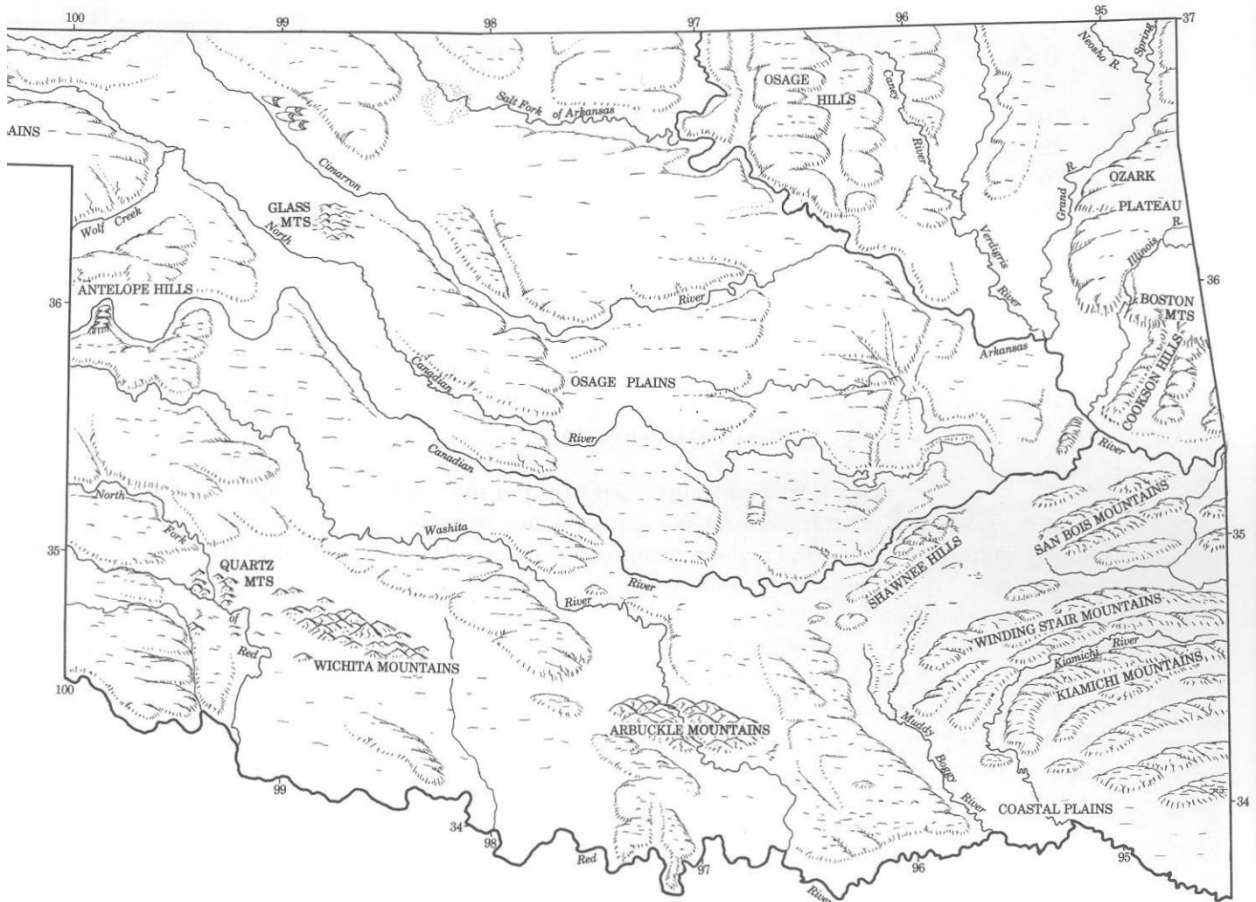 100
99
98
97
96
95
37
Neosho R.
Spring
OSAGE
HILLS
Caney
River
Salt Fork
of Arkansas
AINS
Cimarron
R.
OZARK
PLATEAU
Grand
GLASS
MTS
North
Wolf Creek
Verdigris
River
Illinois
R.
ANTELOPE HILLS
36
36
River
BOSTON
MTS
Arkansas
COOKSON HILLS
Canadian
OSAGE PLAINS
River
River
Canadian
North
Fork
Washita
SAN BOIS MOUNTAINS
35
35
QUARTZ
MTS
River
River
SHAWNEE HILLS
of
Red
WINDING STAIR MOUNTAINS
Kiamichi River
WICHITA MOUNTAINS
KIAMICHI MOUNTAINS
100
ARBUCKLE MOUNTAINS
Muddy
Boggy
River
99
34
34
COASTAL PLAINS
98
Red
97
96
95
River